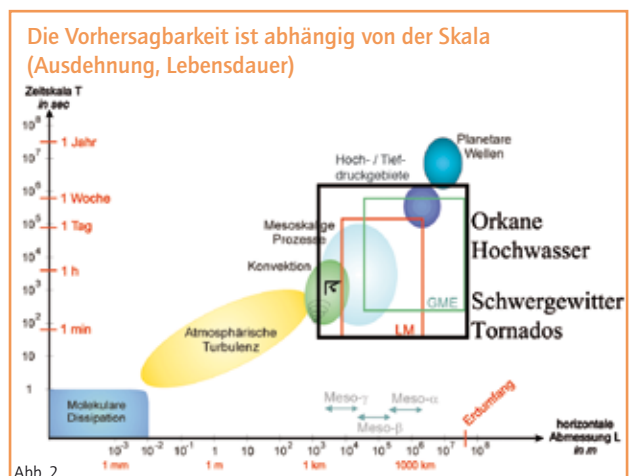 Die Vorhersagbarkeit ist abhängig von der Skala
(Ausdehnung, Lebensdauer)
Zeitskala T
in sec
10⁸
10⁷
10⁶
10⁵
10⁴
10³
10²
10
1
1 Jahr
1 Woche
1 Tag
1 h
1 min
Planetare
Wellen
Hoch- / Tief-
druckgebiete
Mesoskalige
Prozesse
Konvektion
Atmosphärische
Turbulenz
Molekulare
Dissipation
GME
LM
Orkane
Hochwasser
Schwergewitter
Tornados
Meso-γ
Meso-β
Meso-α
Erdumfang
10⁻³
10⁻²
10⁻¹
1
10
10²
10³
10⁴
10⁵
10⁶
10⁷
10⁸
1 mm
1 m
1 km
1000 km
horizontale
Abmessung L
in m
Abb. 2